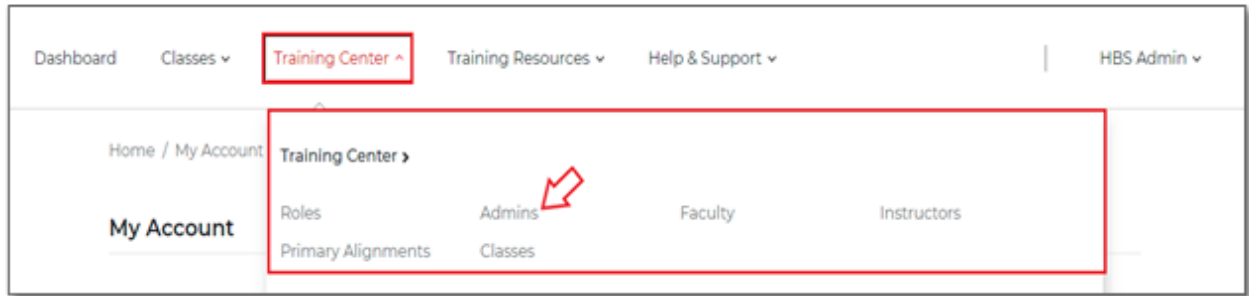 Dashboard Classes Training Center Training Resources Help & Support HBS Admin
Home / My Account
Training Center
Roles Admins Faculty Instructors
My Account
Primary Alignments Classes